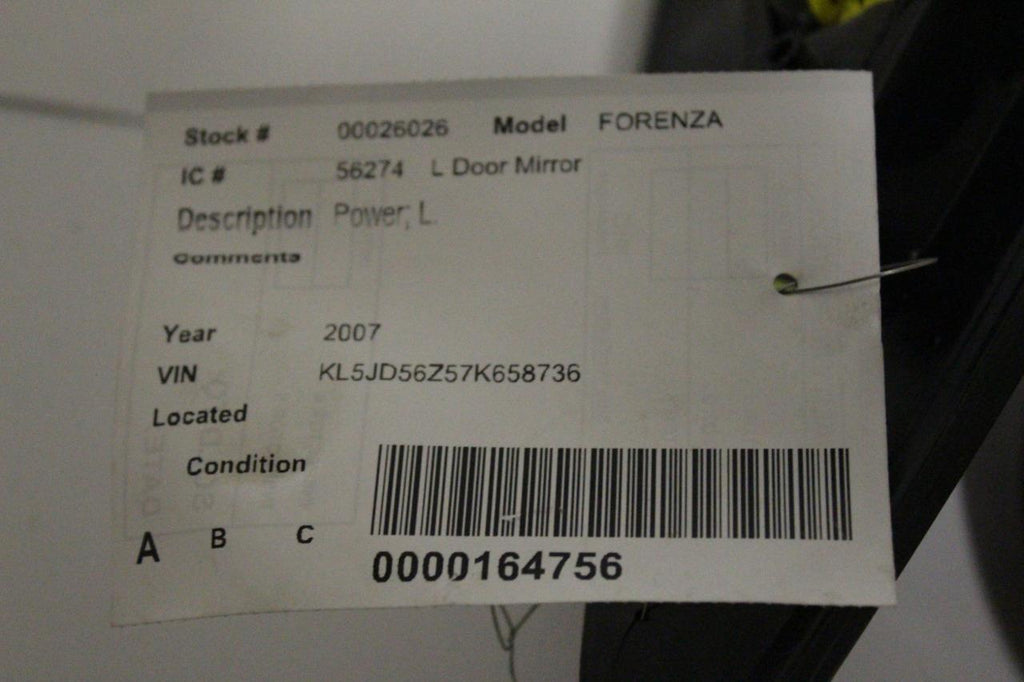 Stock # 00026026 Model FORENZA
IC # 56274 L Door Mirror
Description Power; L.
Comments
Year 2007
VIN KL5JD56Z57K658736
Located
Condition
A B C
0000164756